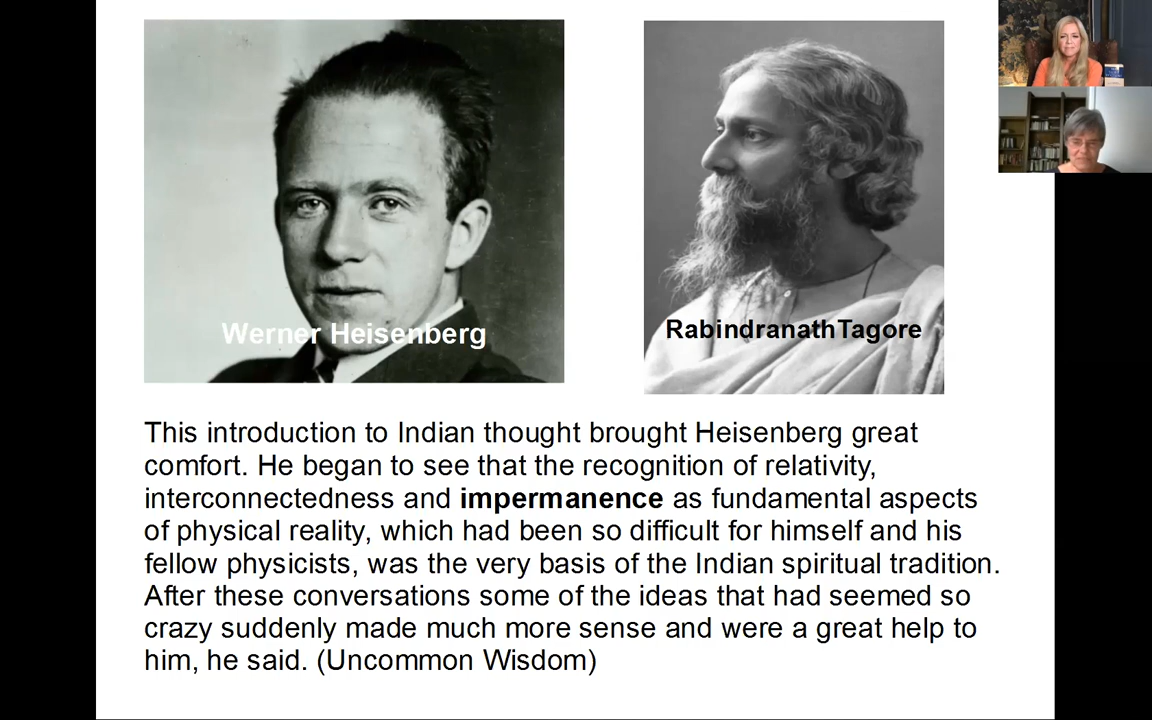 Werner Heisenberg
RabindranathTagore
This introduction to Indian thought brought Heisenberg great
comfort. He began to see that the recognition of relativity,
interconnectedness and impermanence as fundamental aspects
of physical reality, which had been so difficult for himself and his
fellow physicists, was the very basis of the Indian spiritual tradition.
After these conversations some of the ideas that had seemed so
crazy suddenly made much more sense and were a great help to
him, he said. (Uncommon Wisdom)